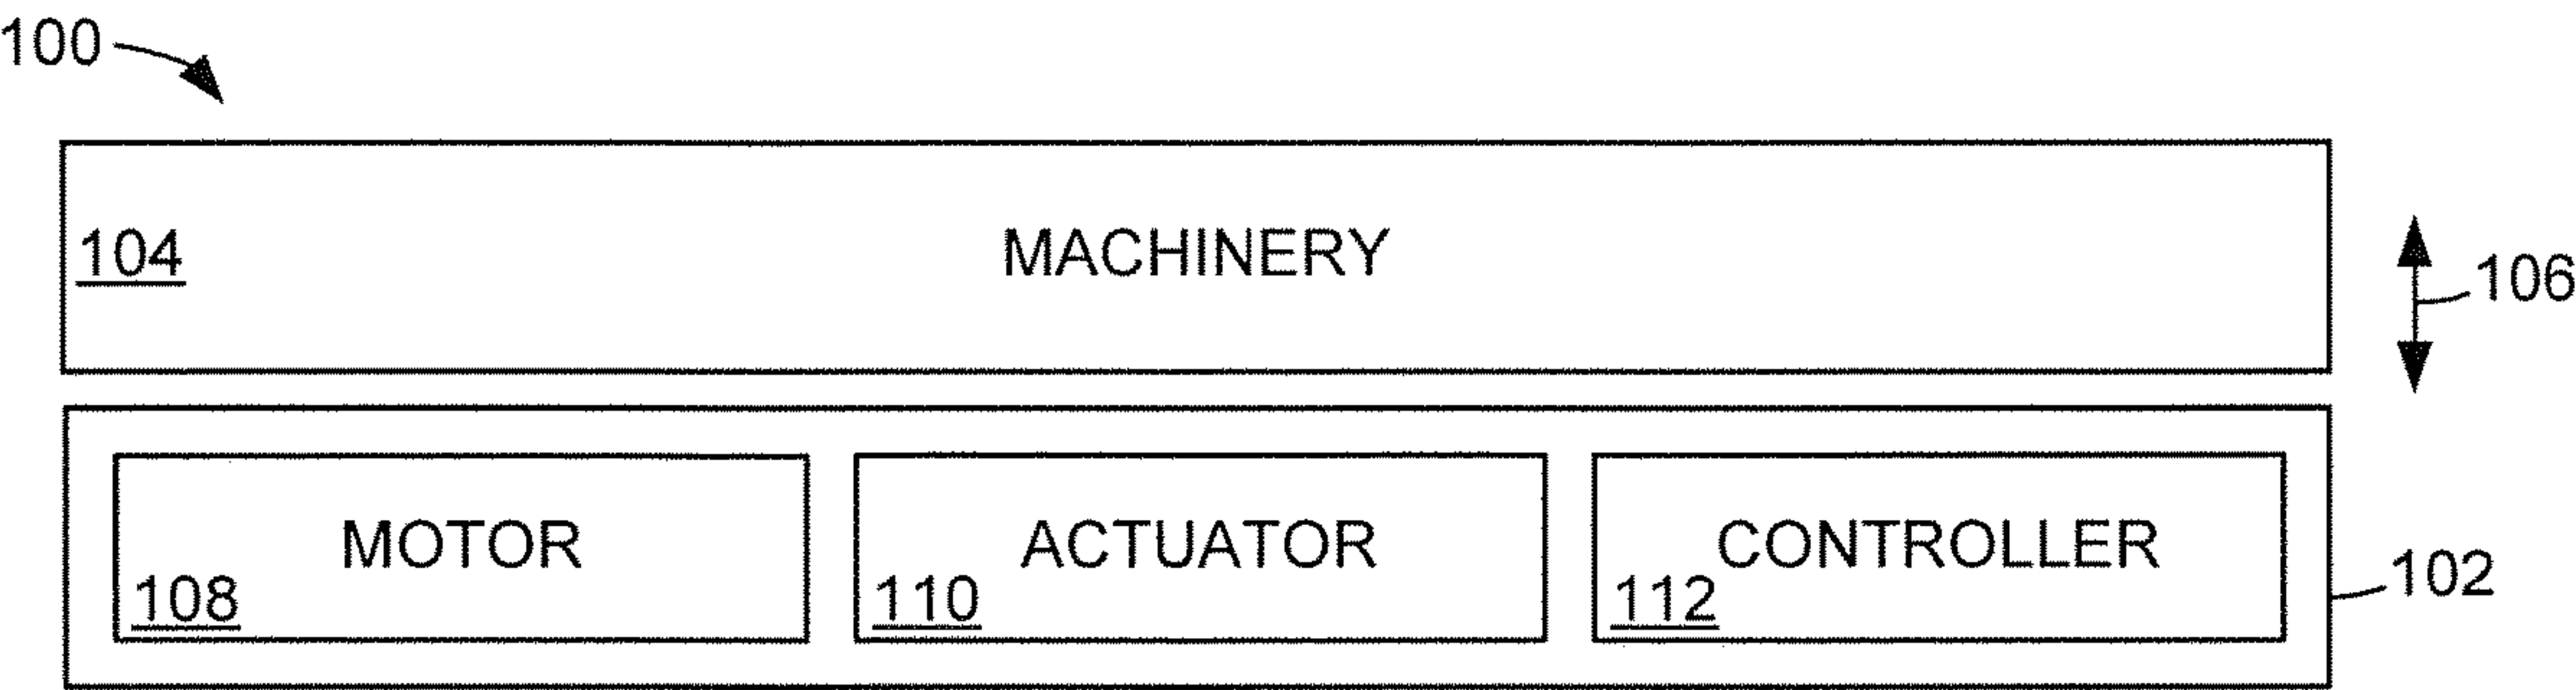 100
104 MACHINERY
106
MOTOR ACTUATOR CONTROLLER
108 110 112
102